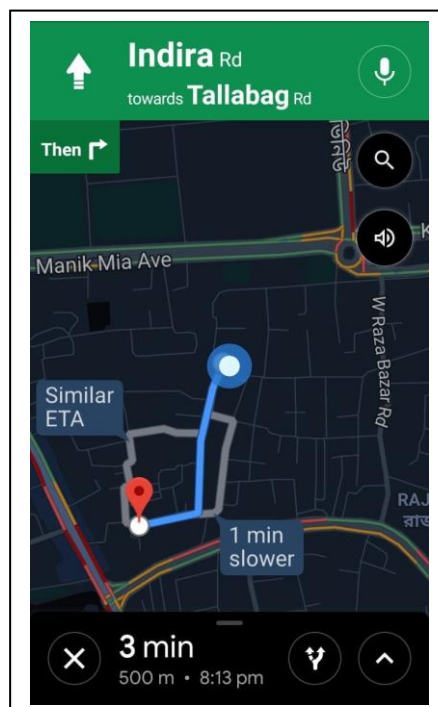 Indira Rd
towards Tallabag Rd
Then
Manik Mia Ave
K
W Raza Bazar Rd
Similar
ETA
RAJ
রাজ
1 min
slower
3 min
500 m • 8:13 pm